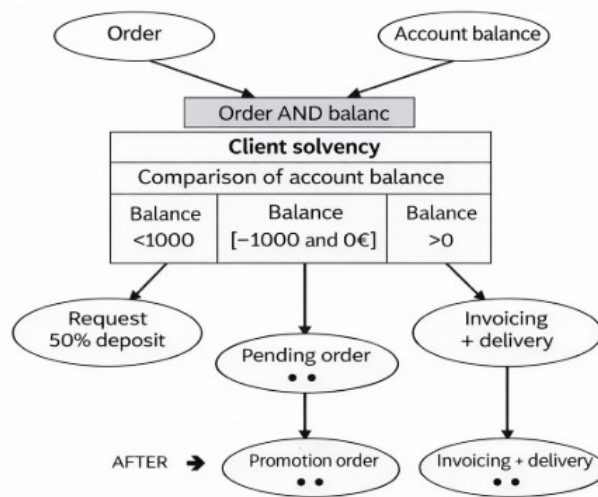 Order
Account balance
Order AND balanc
Client solvency
Comparison of account balance
Balance
<1000
Balance
[−1000 and 0€]
Balance
>0
Request
50% deposit
Pending order
Invoicing
+ delivery
AFTER ➔
Promotion order
Invoicing + delivery